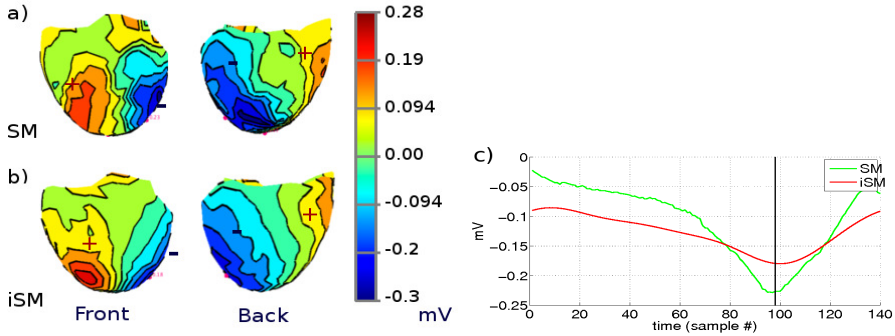 a)
SM
b)
iSM
Front
Back
0.28
0.19
0.094
0.00
-0.094
-0.2
-0.3
mV
c)
SM
iSM
0
−0.05
−0.1
−0.15
−0.2
−0.25
mV
0
20
40
60
80
100
120
140
time (sample #)